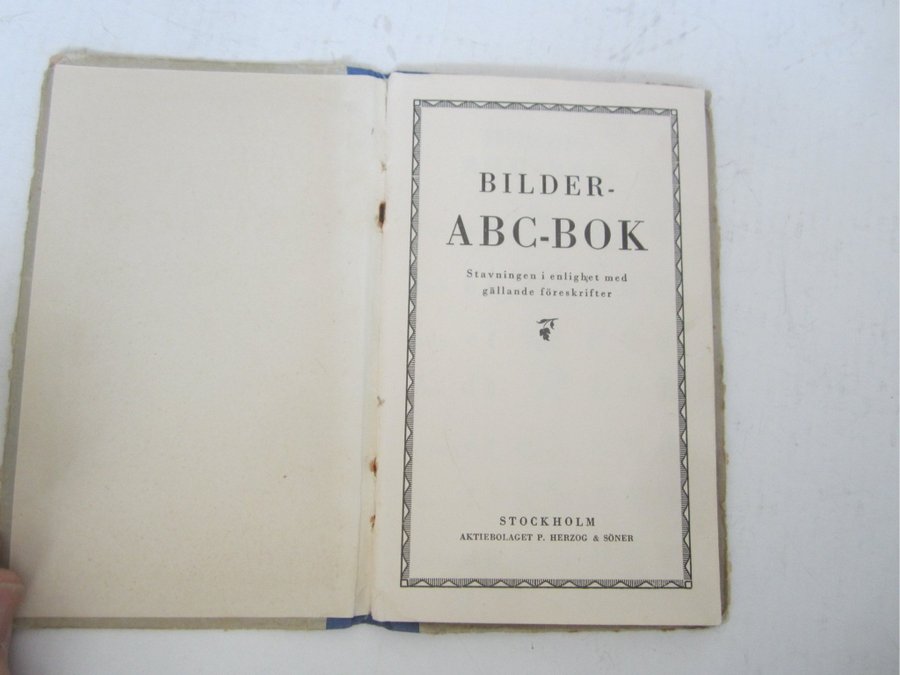 BILDER-
ABC-BOK
Stavningen i enlighet med
gällande föreskrifter
STOCKHOLM
AKTIEBOLAGET P. HERZOG & SÖNER